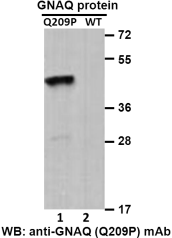 GNAQ protein
Q209P WT
72
55
36
28
17
1 2
WB: anti-GNAQ (Q209P) mAb